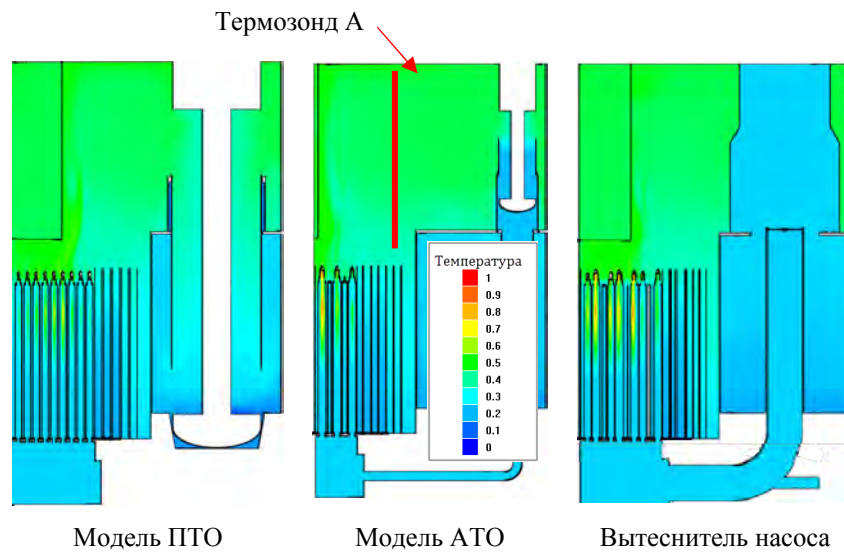 Термозонд А
Температура
1
0.9
0.8
0.7
0.6
0.5
0.4
0.3
0.2
0.1
0
Модель ПТО
Модель АТО
Вытеснитель насоса